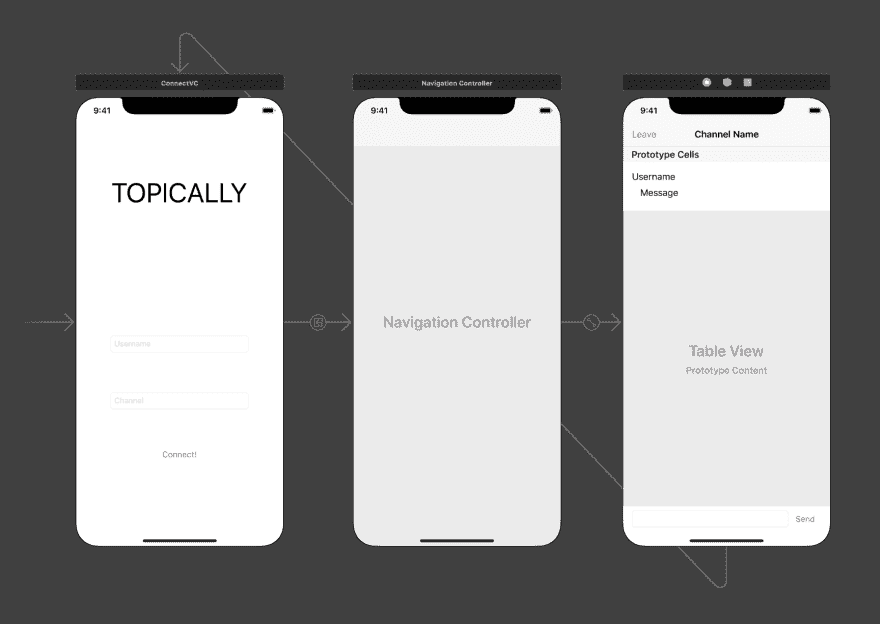 ConnectVC
9:41
TOPICALLY
Username
Channel
Connect!
Navigation Controller
9:41
Navigation Controller
9:41
Leave
Channel Name
Prototype Cells
Username
Message
Table View
Prototype Content
Send